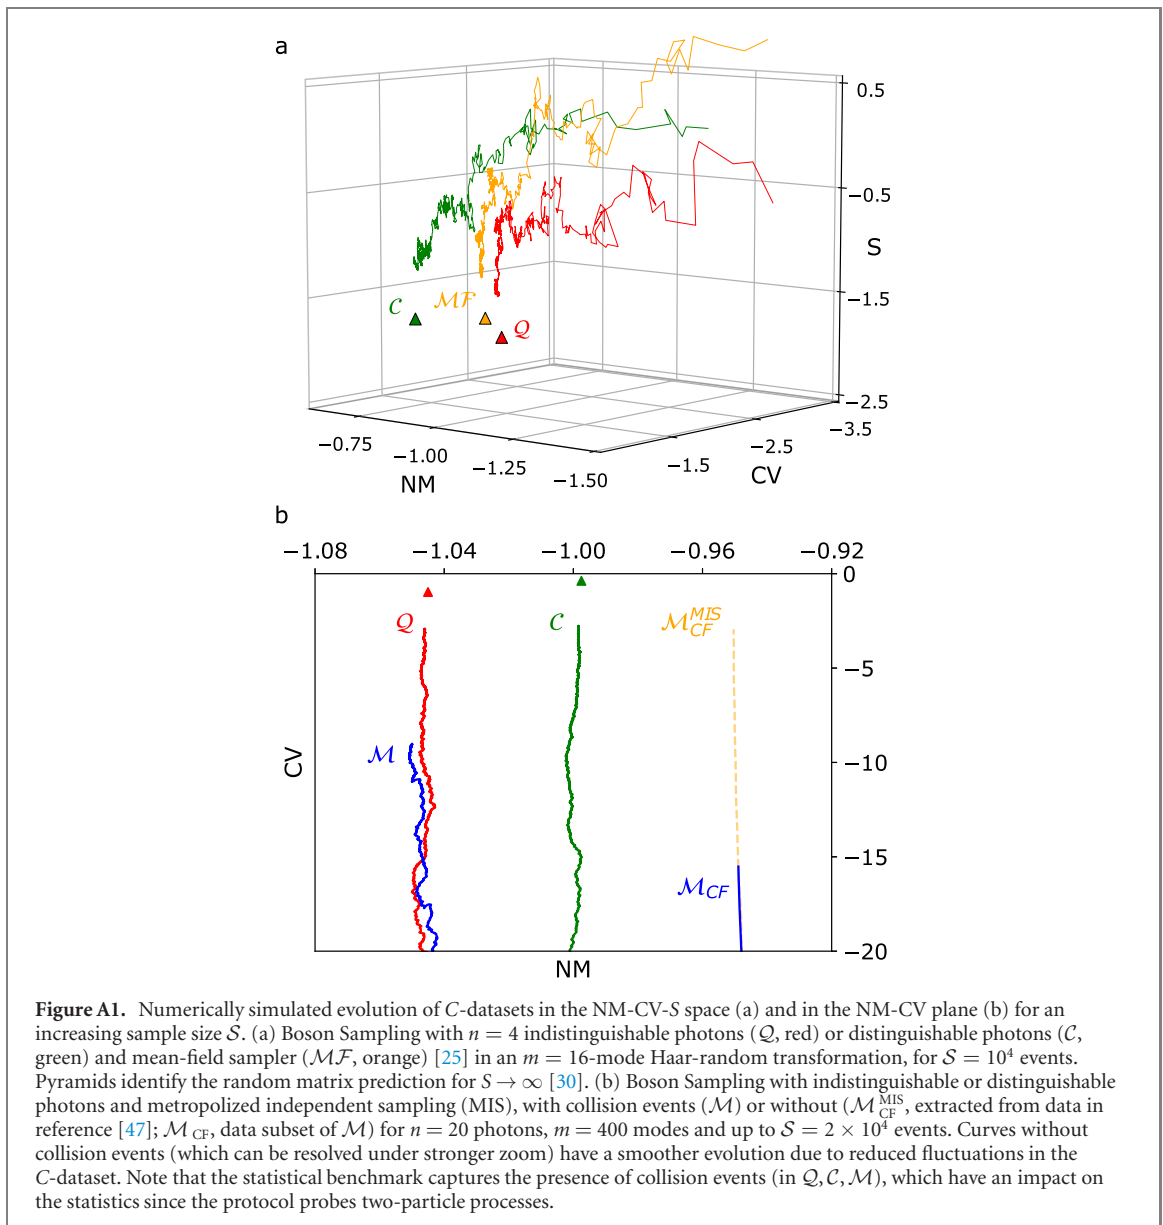 a
0.5
−0.5
S
−1.5
−2.5
−3.5
−2.5
−1.5
CV
−0.75
−1.00
−1.25
−1.50
NM
C
MF
Q
b
−1.08 −1.04 −1.00 −0.96 −0.92
0
−5
−10
−15
−20
Q
C
M_CF^MIS
M
M_CF
CV
NM
Figure A1. Numerically simulated evolution of C-datasets in the NM-CV-S space (a) and in the NM-CV plane (b) for an
increasing sample size S. (a) Boson Sampling with n = 4 indistinguishable photons (Q, red) or distinguishable photons (C,
green) and mean-field sampler (MF, orange) [25] in an m = 16-mode Haar-random transformation, for S = 10⁴ events.
Pyramids identify the random matrix prediction for S → ∞ [30]. (b) Boson Sampling with indistinguishable or distinguishable
photons and metropolized independent sampling (MIS), with collision events (M) or without (M_CF^MIS, extracted from data in
reference [47]; M_CF, data subset of M) for n = 20 photons, m = 400 modes and up to S = 2 × 10⁴ events. Curves without
collision events (which can be resolved under stronger zoom) have a smoother evolution due to reduced fluctuations in the
C-dataset. Note that the statistical benchmark captures the presence of collision events (in Q, C, M), which have an impact on
the statistics since the protocol probes two-particle processes.